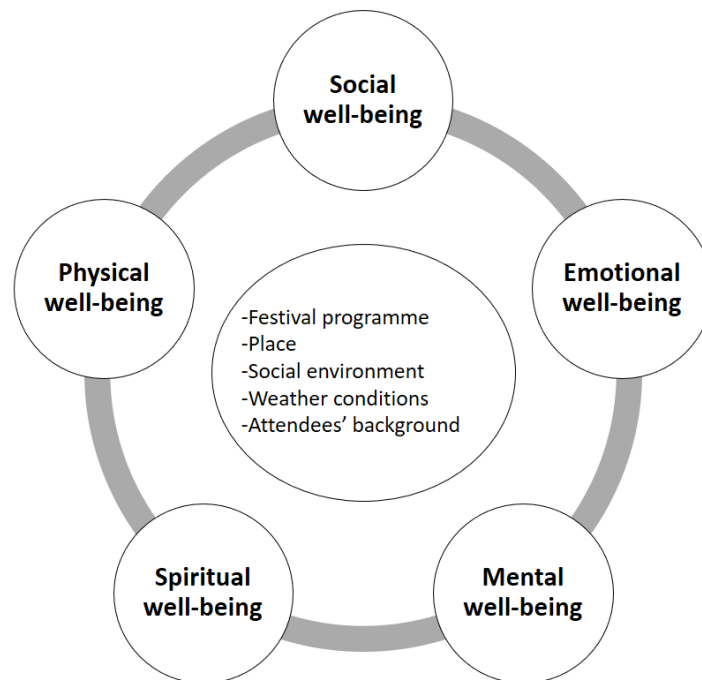 Social
well-being
Physical
well-being
Emotional
well-being
-Festival programme
-Place
-Social environment
-Weather conditions
-Attendees’ background
Spiritual
well-being
Mental
well-being